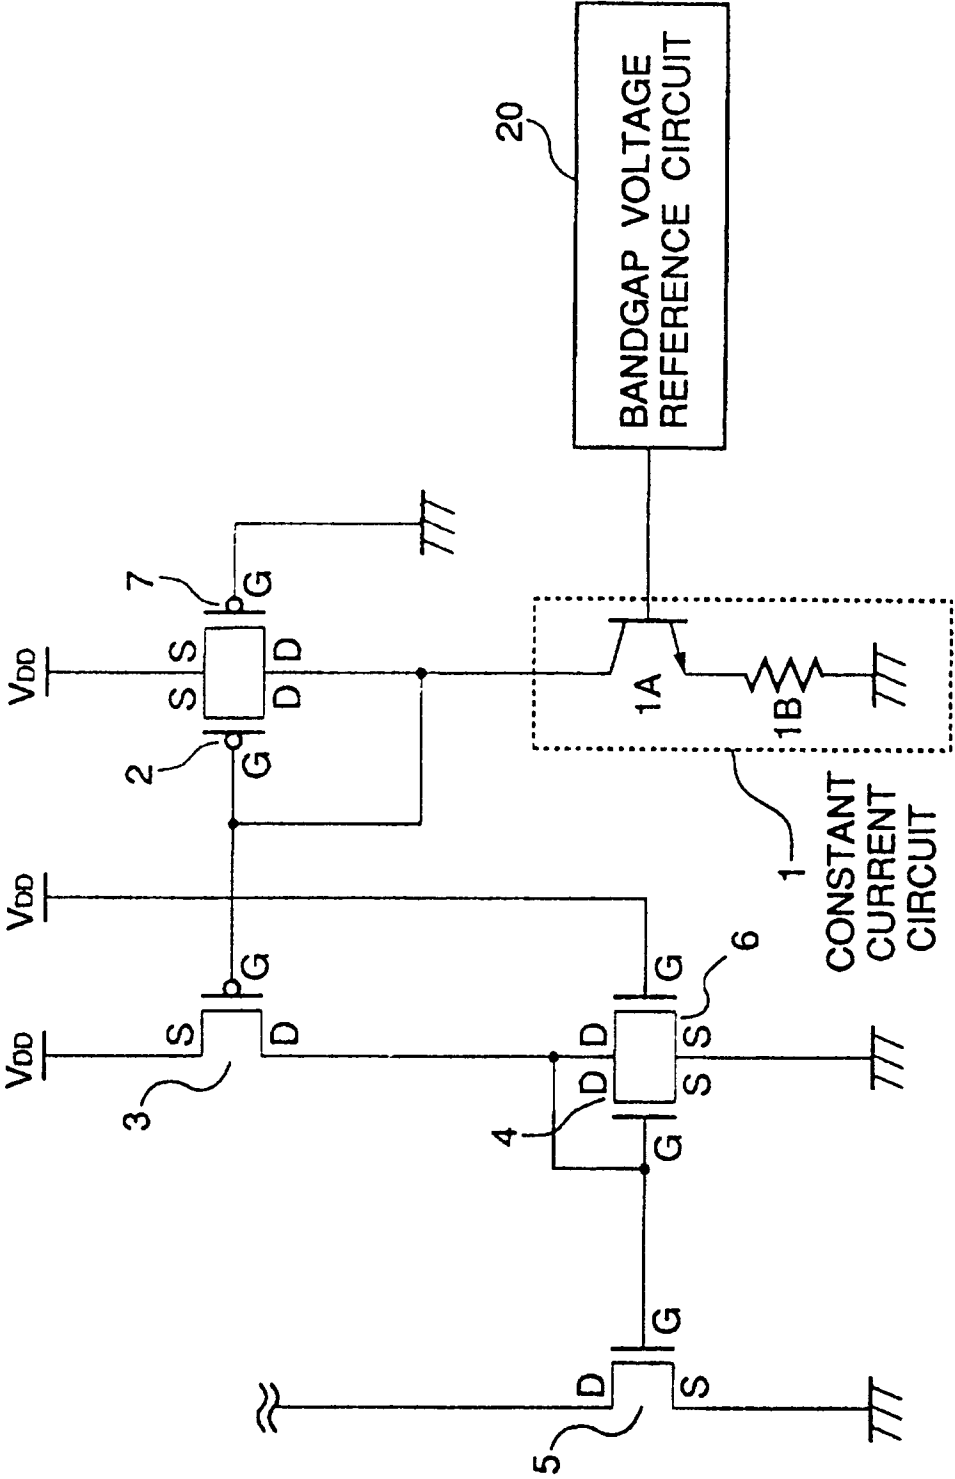 VDD
VDD
VDD
3
S
G
D
2
S
S
7
G
G
D
D
20
BANDGAP VOLTAGE
REFERENCE CIRCUIT
4
D
D
G
G
S
S
6
5
D
G
S
1A
1B
1
CONSTANT
CURRENT
CIRCUIT